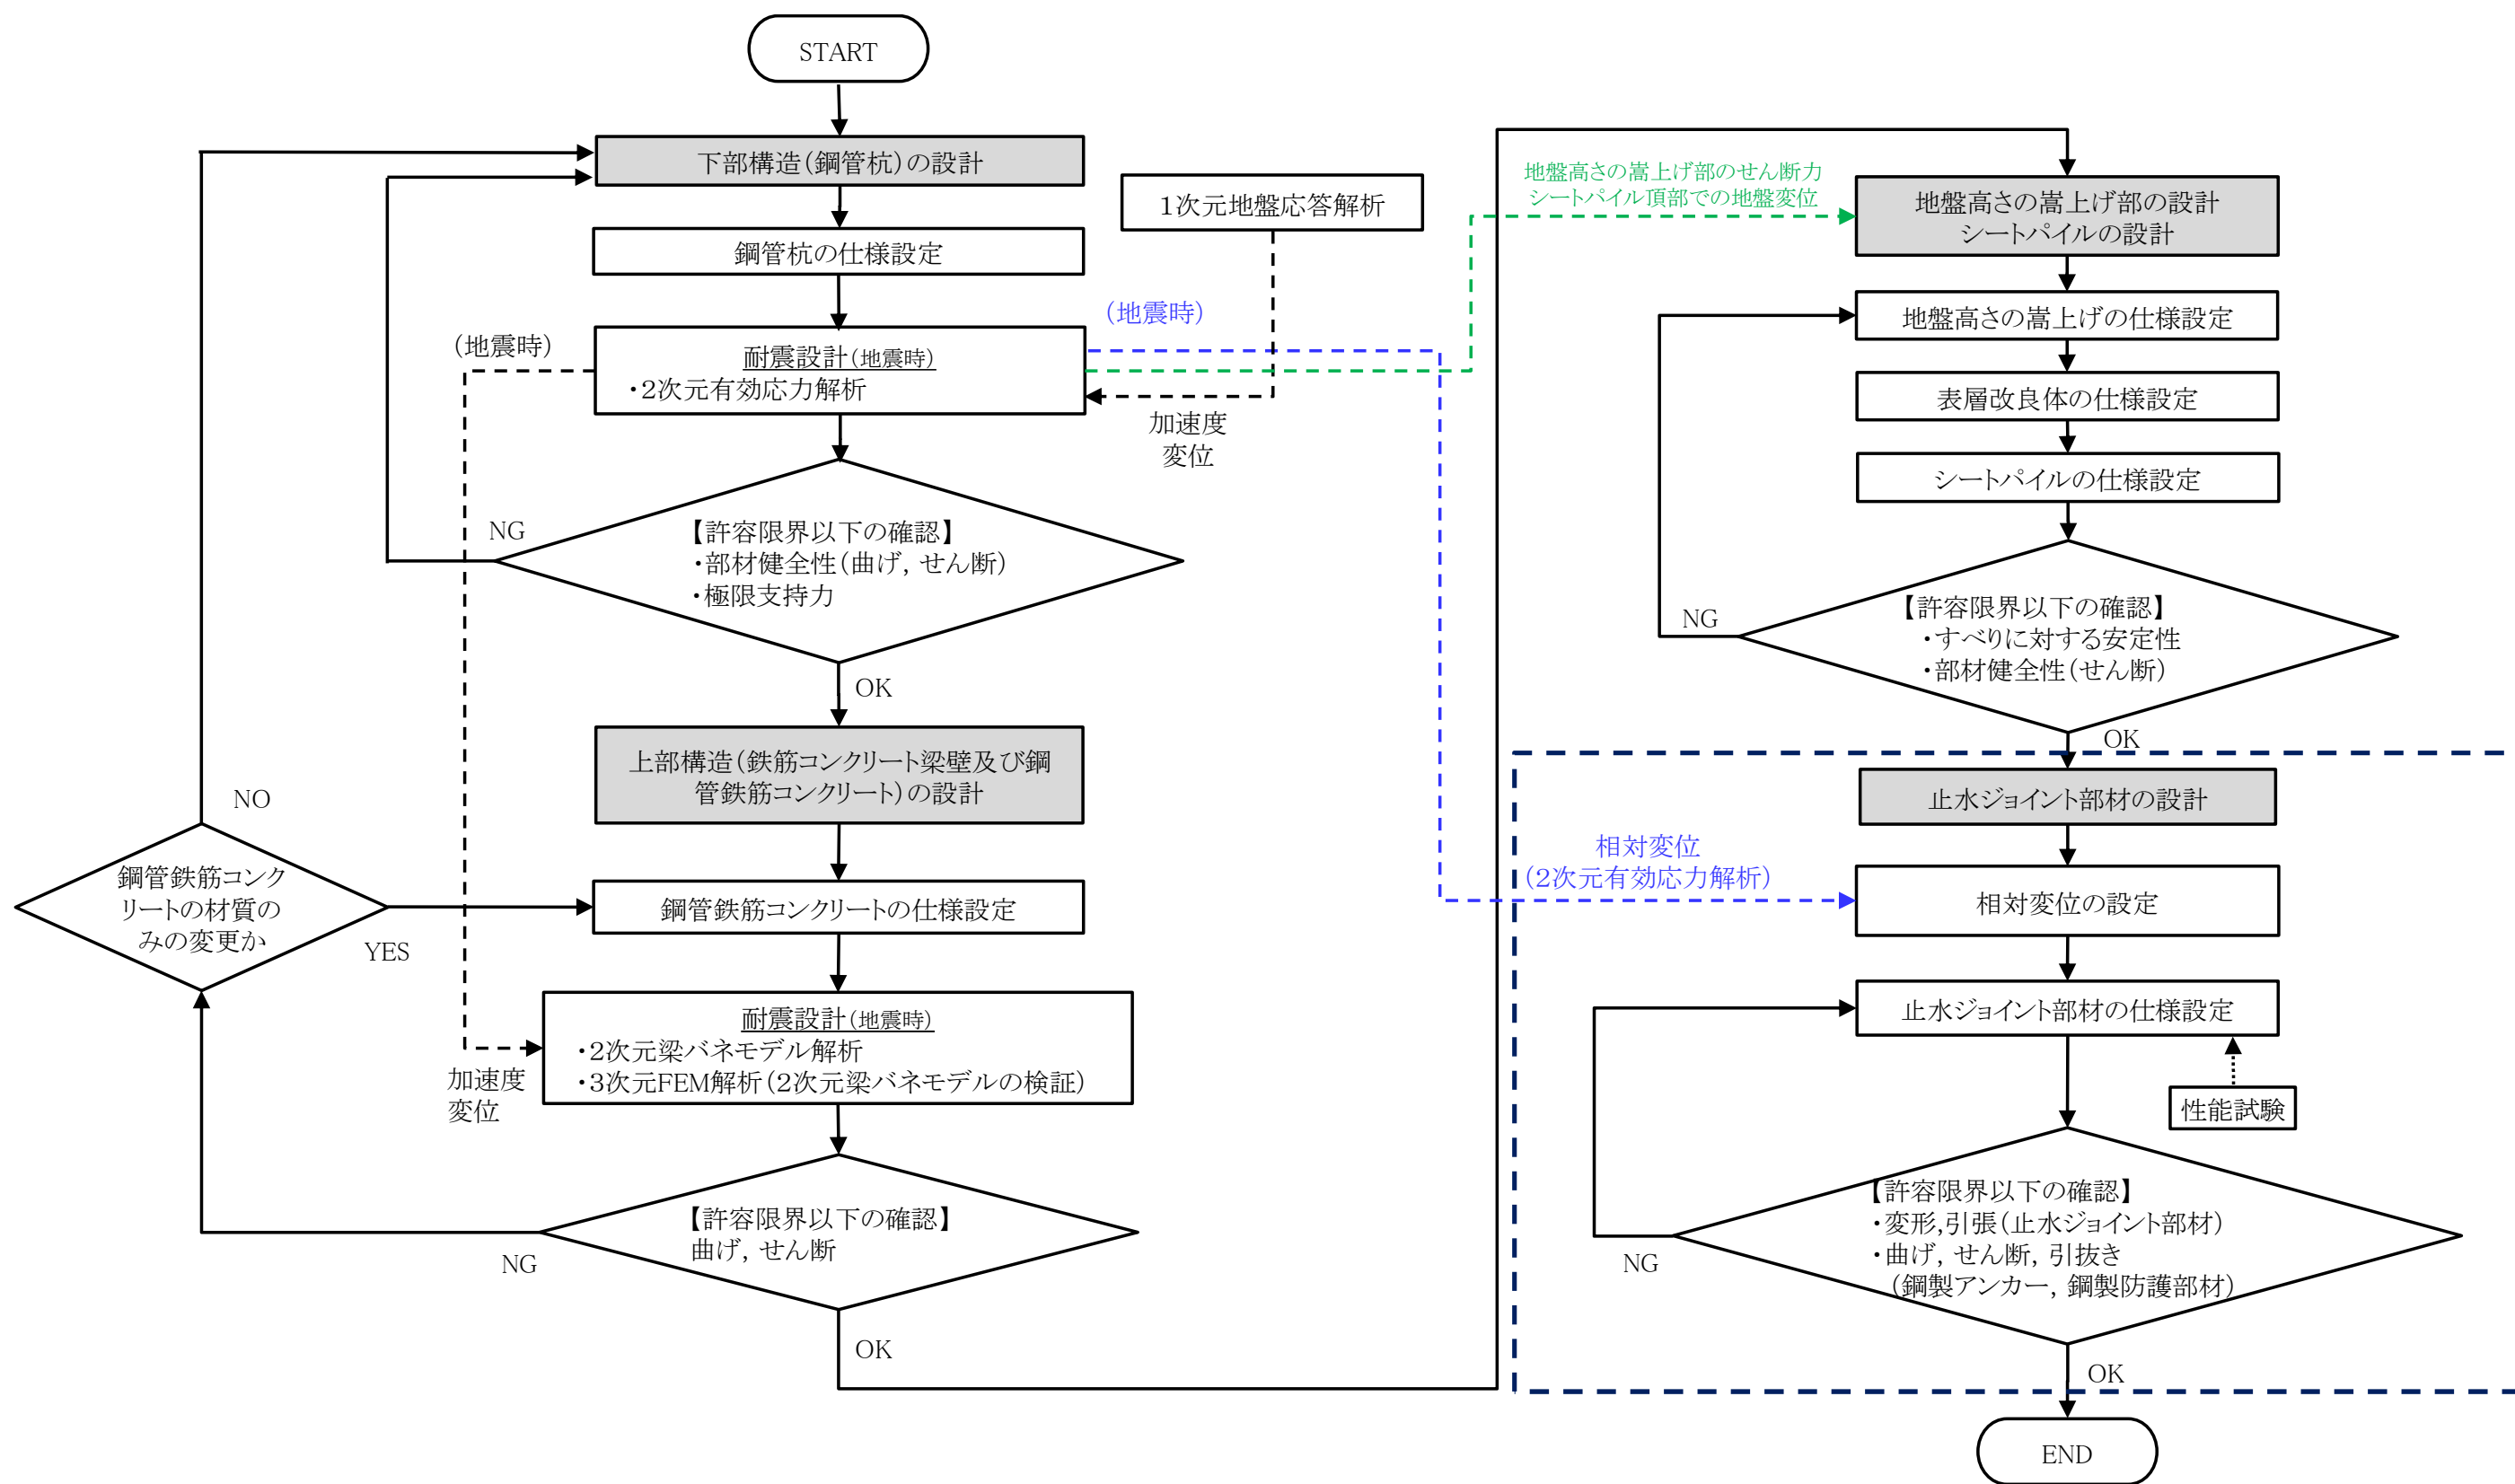 START
下部構造(鋼管杭)の設計
1次元地盤応答解析
鋼管杭の仕様設定
(地震時)
(地震時)
耐震設計(地震時)
・2次元有効応力解析
加速度
変位
NG
【許容限界以下の確認】
・部材健全性(曲げ, せん断)
・極限支持力
OK
上部構造(鉄筋コンクリート梁壁及び鋼
管鉄筋コンクリート)の設計
NO
鋼管鉄筋コンク
リートの材質の
みの変更か
YES
鋼管鉄筋コンクリートの仕様設定
耐震設計(地震時)
・2次元梁バネモデル解析
・3次元FEM解析(2次元梁バネモデルの検証)
加速度
変位
【許容限界以下の確認】
曲げ, せん断
NG
OK
地盤高さの嵩上げ部のせん断力
シートパイル頂部での地盤変位
地盤高さの嵩上げ部の設計
シートパイルの設計
地盤高さの嵩上げの仕様設定
表層改良体の仕様設定
シートパイルの仕様設定
NG
【許容限界以下の確認】
・すべりに対する安定性
・部材健全性(せん断)
OK
止水ジョイント部材の設計
相対変位
(2次元有効応力解析)
相対変位の設定
止水ジョイント部材の仕様設定
性能試験
【許容限界以下の確認】
・変形,引張(止水ジョイント部材)
・曲げ, せん断, 引抜き
(鋼製アンカー, 鋼製防護部材)
NG
OK
END